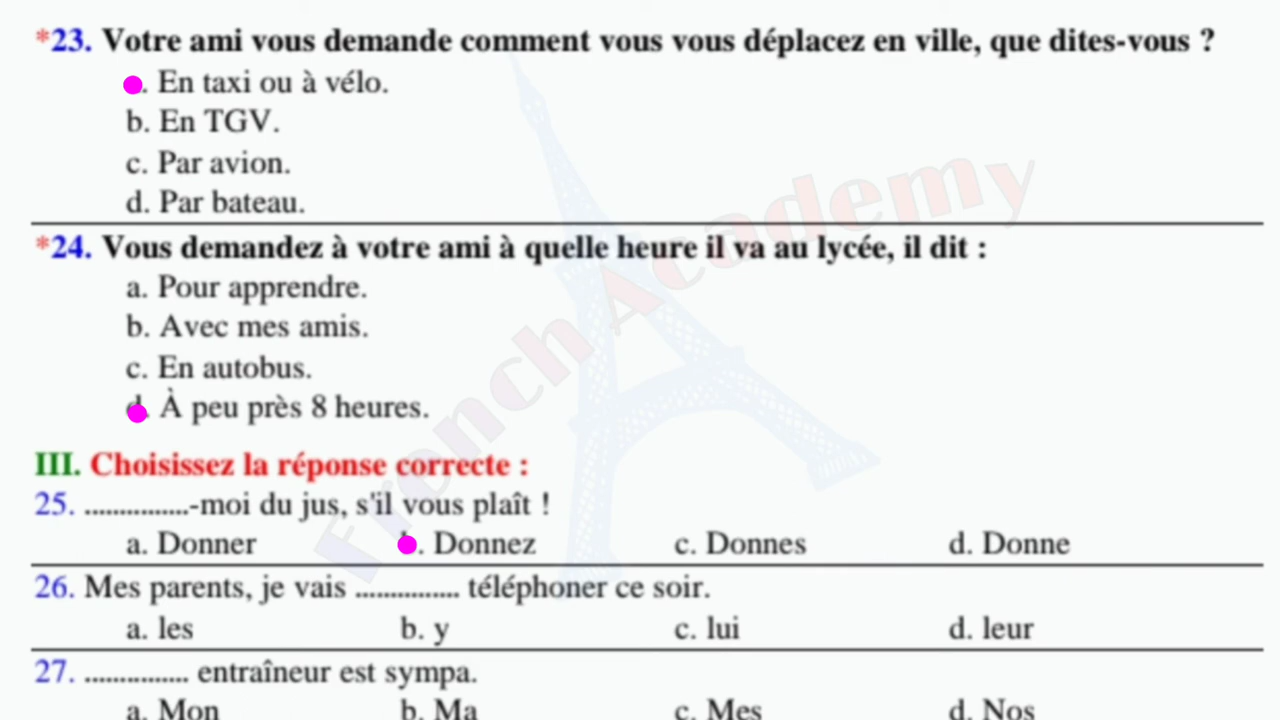 *23. Votre ami vous demande comment vous vous déplacez en ville, que dites-vous ?
. En taxi ou à vélo.
b. En TGV.
c. Par avion.
d. Par bateau.
*24. Vous demandez à votre ami à quelle heure il va au lycée, il dit :
a. Pour apprendre.
b. Avec mes amis.
c. En autobus.
d. À peu près 8 heures.
III. Choisissez la réponse correcte :
25. ...............-moi du jus, s'il vous plaît !
a. Donner b. Donnez c. Donnes d. Donne
26. Mes parents, je vais ............... téléphoner ce soir.
a. les b. y c. lui d. leur
27. ............... entraîneur est sympa.
a. Mon b. Ma c. Mes d. Nos
French Academy